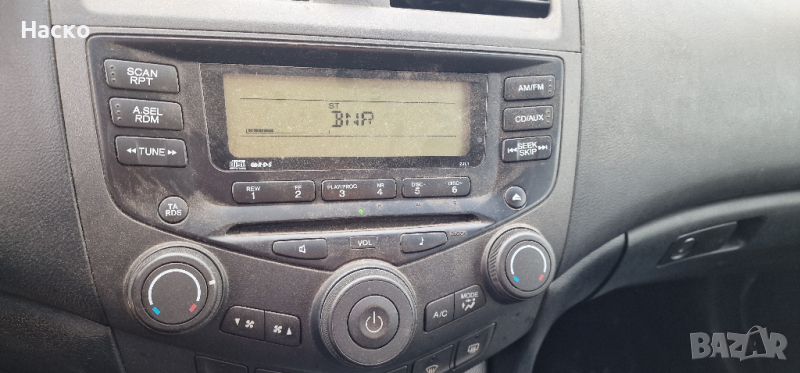 Наско
SCAN
RPT
A.SEL
RDM
◄◄ TUNE ►►
TA
RDS
ST
BNR
AM/FM
CD/AUX
SEEK
SKIP
REW
1
FF
2
PLAY/PROG
3
NR
4
DISC-
5
DISC+
6
VOL
A/C
MODE
BAZAR